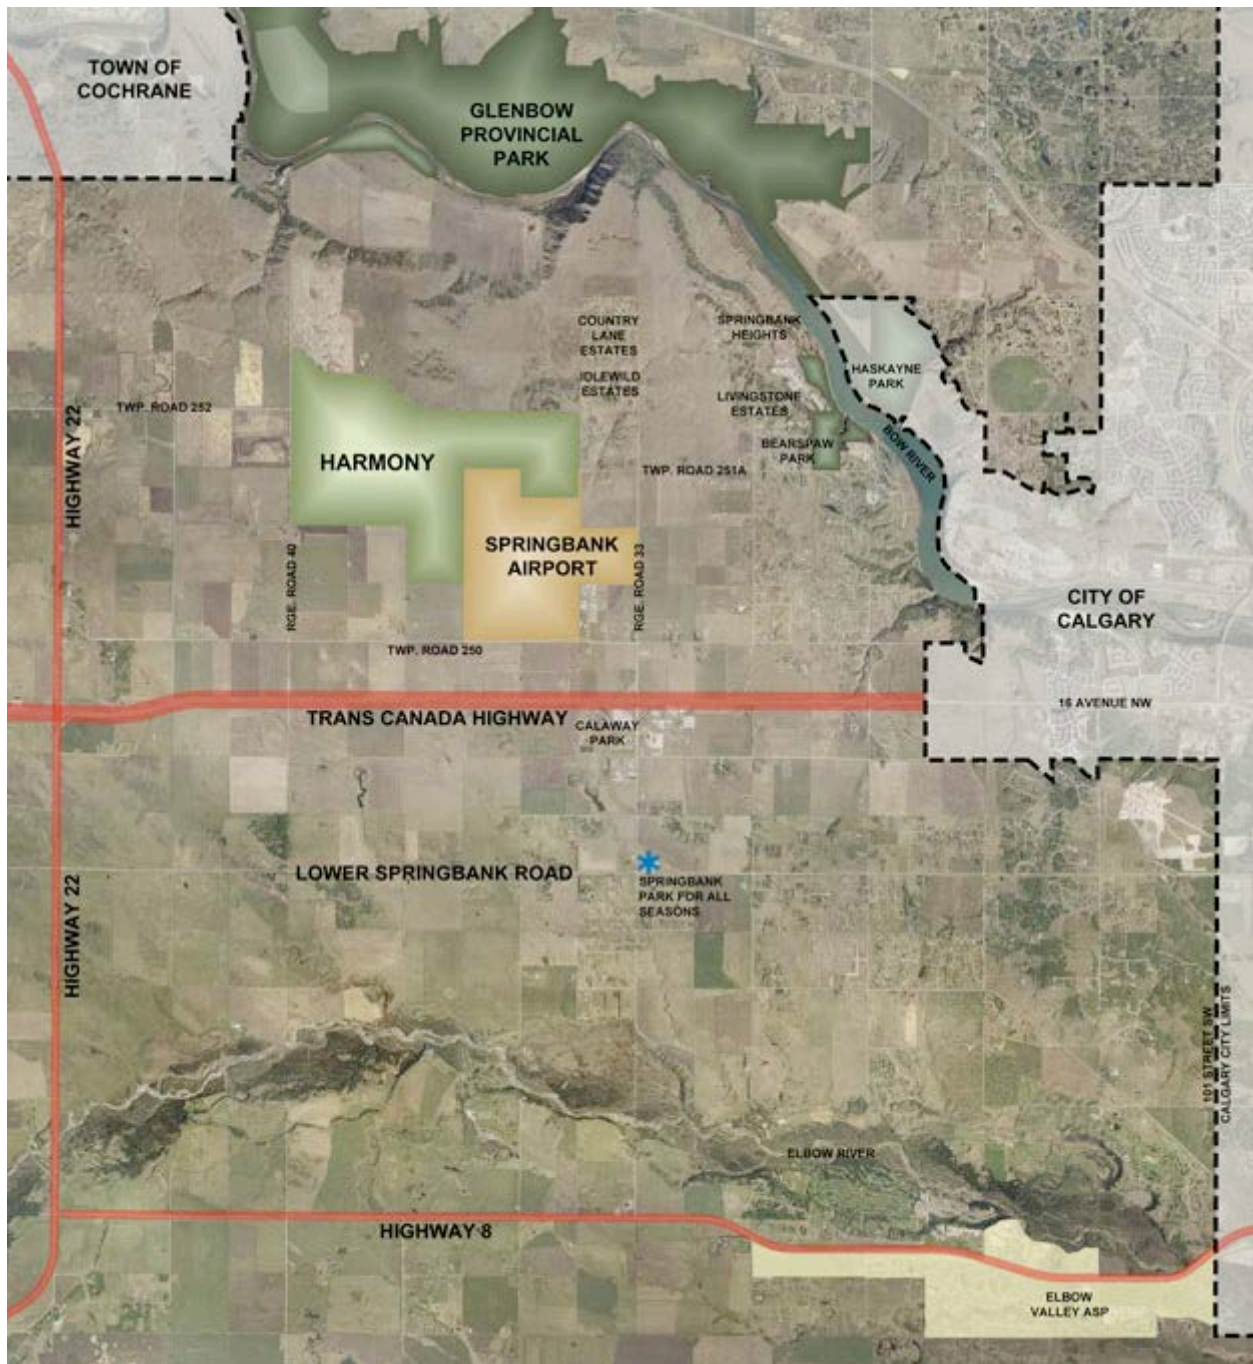 TOWN OF
COCHRANE
GLENBOW
PROVINCIAL
PARK
COUNTRY
LANE
ESTATES
SPRINGBANK
HEIGHTS
IDLEWILD
ESTATES
HASKAYNE
PARK
LIVINGSTONE
ESTATES
TWP. ROAD 252
BEARSPAW
PARK
BOW RIVER
HIGHWAY 22
HARMONY
TWP. ROAD 251A
SPRINGBANK
AIRPORT
RGE. ROAD 40
RGE. ROAD 33
CITY OF
CALGARY
TWP. ROAD 250
16 AVENUE NW
TRANS CANADA HIGHWAY
CALAWAY
PARK
LOWER SPRINGBANK ROAD
SPRINGBANK
PARK FOR ALL
SEASONS
HIGHWAY 22
101 STREET SW
CALGARY CITY LIMITS
ELBOW RIVER
HIGHWAY 8
ELBOW
VALLEY ASP